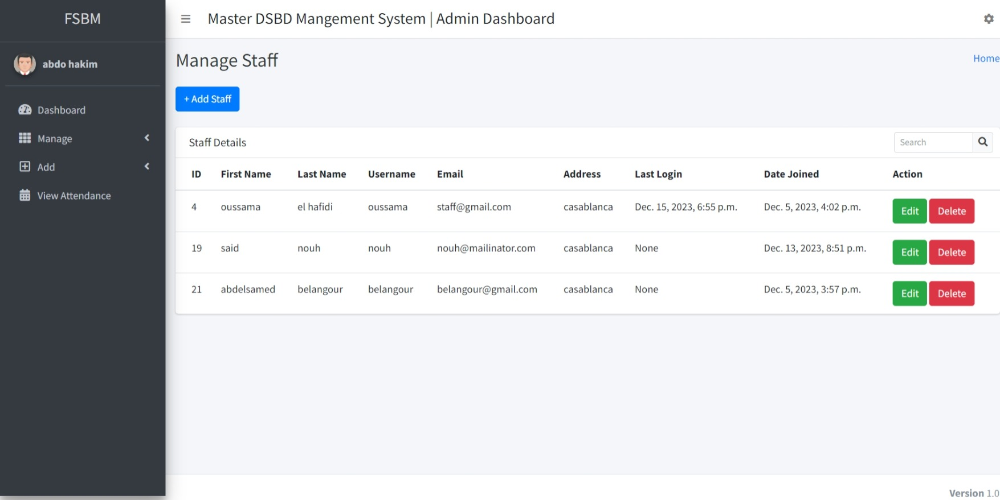 FSBM
Master DSBD Mangement System | Admin Dashboard
abdo hakim
Dashboard
Manage
Add
View Attendance
Manage Staff
Home
+ Add Staff
Staff Details
Search
ID First Name Last Name Username Email Address Last Login Date Joined Action
4 oussama el hafidi oussama staff@gmail.com casablanca Dec. 15, 2023, 6:55 p.m. Dec. 5, 2023, 4:02 p.m. Edit Delete
19 said nouh nouh nouh@mailinator.com casablanca None Dec. 13, 2023, 8:51 p.m. Edit Delete
21 abdelsamed belangour belangour belangour@gmail.com casablanca None Dec. 5, 2023, 3:57 p.m. Edit Delete
Version 1.0